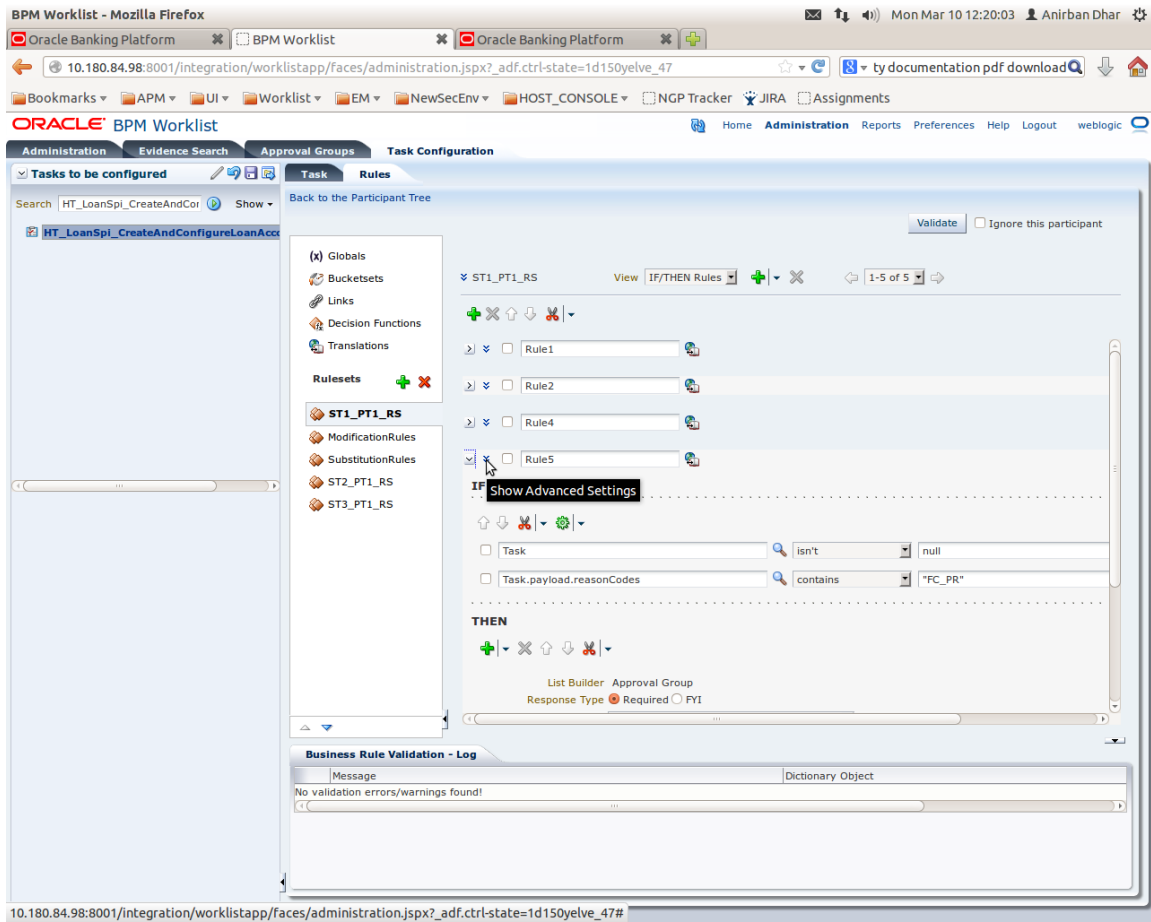 BPM Worklist - Mozilla Firefox
Mon Mar 10 12:20:03 Anirban Dhar
Oracle Banking Platform
BPM Worklist
Oracle Banking Platform
10.180.84.98:8001/integration/worklistapp/faces/administration.jspx?_adf.ctrl-state=1d150yelve_47
ty documentation pdf download
Bookmarks APM UI Worklist EM NewSecEnv HOST_CONSOLE NGP Tracker JIRA Assignments
ORACLE BPM Worklist
Home Administration Reports Preferences Help Logout weblogic
Administration Evidence Search Approval Groups Task Configuration
Tasks to be configured
Task Rules
Search HT_LoanSpi_CreateAndCor Show
Back to the Participant Tree
Validate Ignore this participant
HT_LoanSpi_CreateAndConfigureLoanAcco
(x) Globals
Bucketsets
Links
Decision Functions
Translations
Rulesets
ST1_PT1_RS
ModificationRules
SubstitutionRules
ST2_PT1_RS
ST3_PT1_RS
ST1_PT1_RS View IF/THEN Rules 1-5 of 5
Rule1
Rule2
Rule4
Rule5
IF
Show Advanced Settings
Task isn't null
Task.payload.reasonCodes contains "FC_PR"
THEN
List Builder Approval Group
Response Type Required FYI
Business Rule Validation - Log
Message Dictionary Object
No validation errors/warnings found!
10.180.84.98:8001/integration/worklistapp/faces/administration.jspx?_adf.ctrl-state=1d150yelve_47#